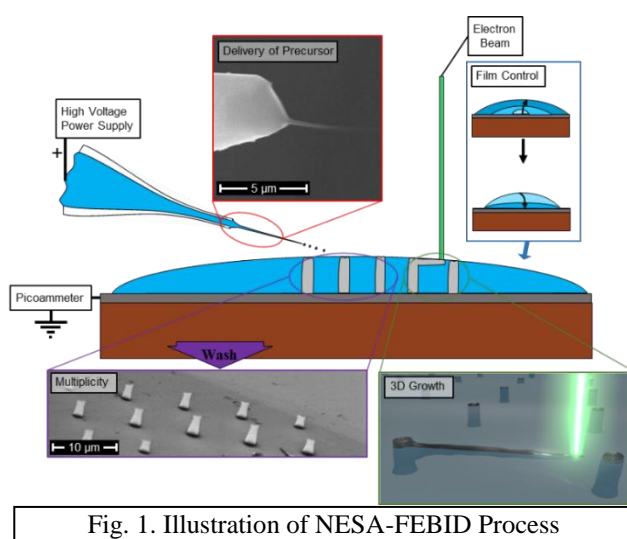 Electron
Beam
Delivery of Precursor
Film Control
High Voltage
Power Supply
+
5 µm
Picoammeter
Wash
Multiplicity
3D Growth
10 µm
Fig. 1. Illustration of NESA-FEBID Process